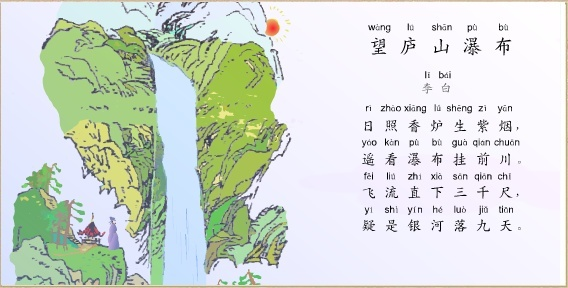 wàng lú shān pù bù
望庐山瀑布
lǐ bái
李白
rì zhào xiāng lú shēng zǐ yān
日照香炉生紫烟，
yáo kàn pù bù guà qián chuān
遥看瀑布挂前川。
fēi liú zhí xià sān qiān chǐ
飞流直下三千尺，
yí shì yín hé luò jiǔ tiān
疑是银河落九天。